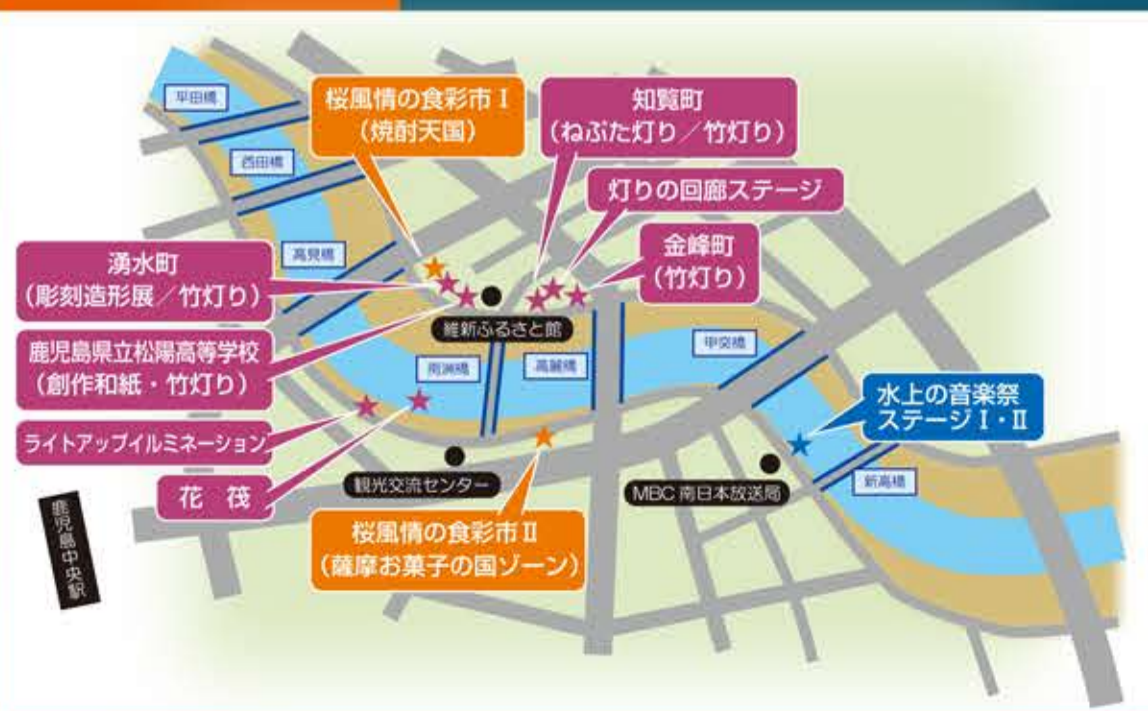 平田橋
西田橋
高見橋
桜風情の食彩市Ⅰ
（焼酎天国）
知覧町
（ねぷた灯り／竹灯り）
灯りの回廊ステージ
金峰町
（竹灯り）
湧水町
（彫刻造形展／竹灯り）
鹿児島県立松陽高等学校
（創作和紙・竹灯り）
ライトアップイルミネーション
花筏
維新ふるさと館
南洲橋
高麗橋
甲突橋
水上の音楽祭
ステージⅠ・Ⅱ
新高橋
観光交流センター
MBC 南日本放送局
桜風情の食彩市Ⅱ
（薩摩お菓子の国ゾーン）
鹿児島中央駅